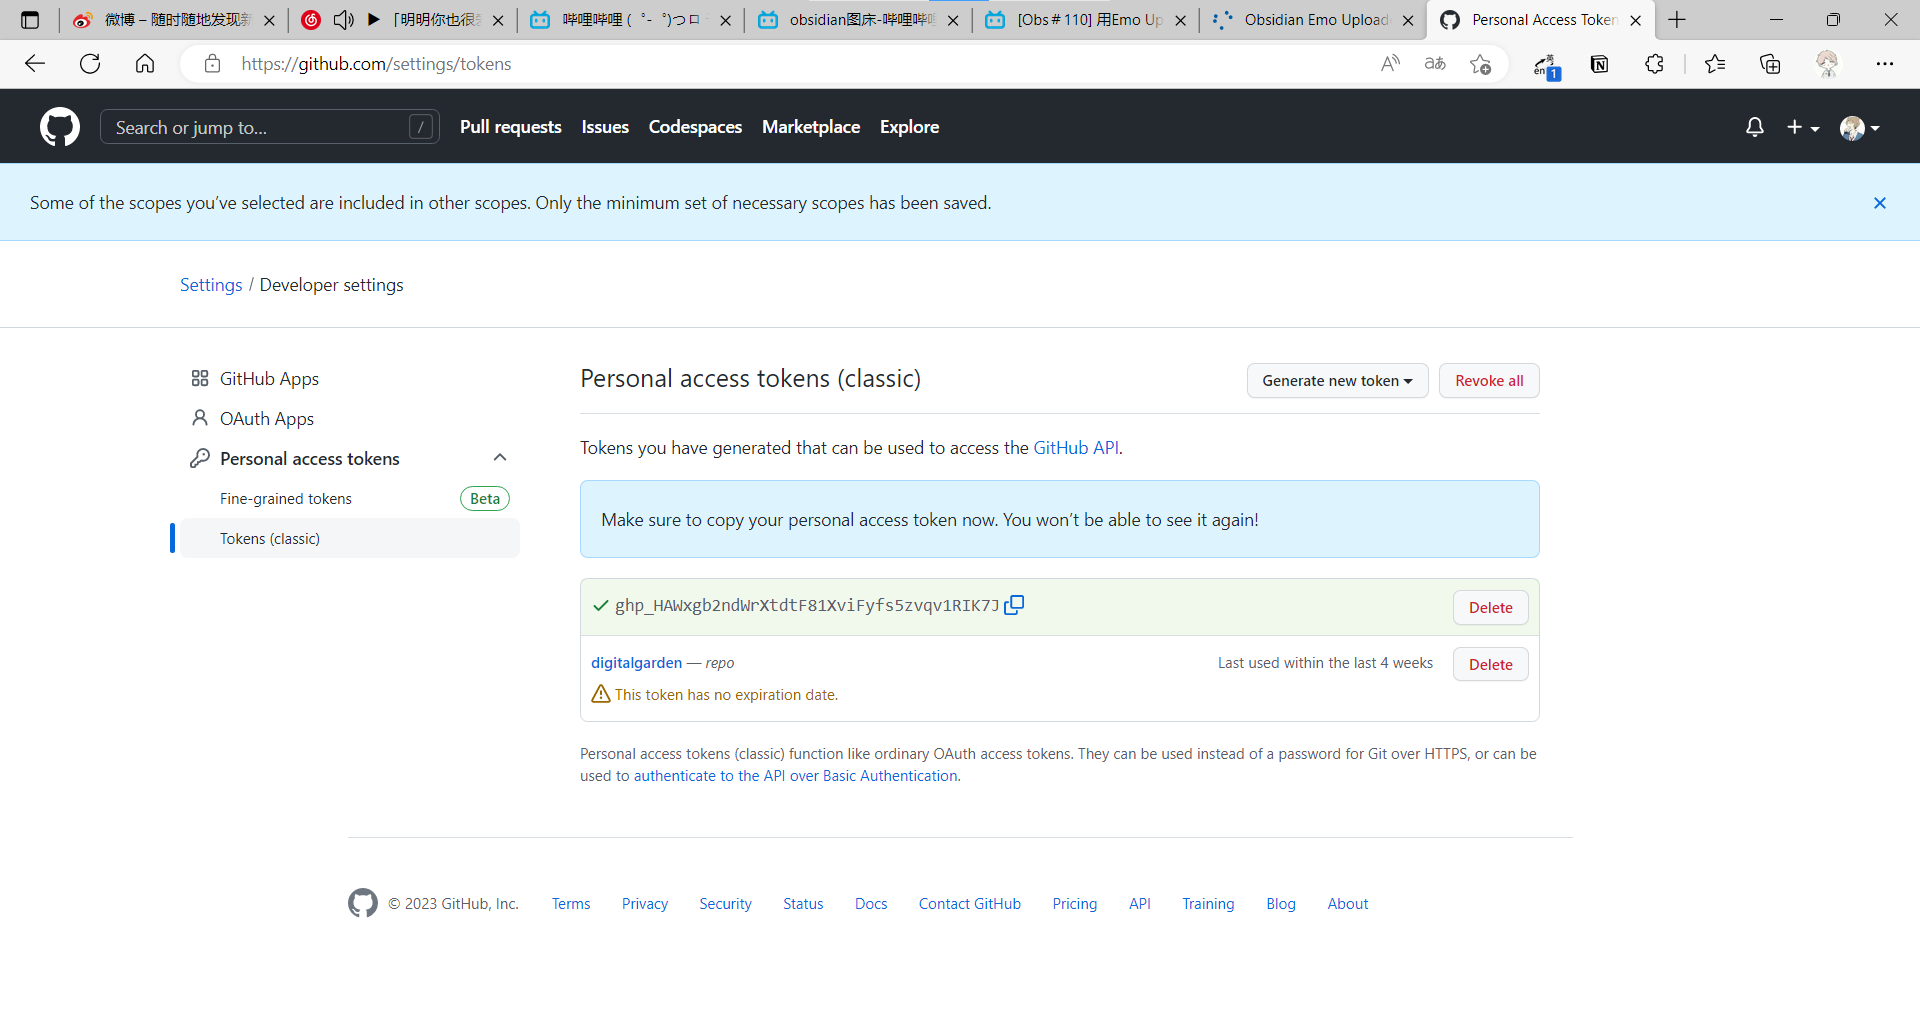 微博 – 随时随地发现新
「明明你也很
哔哩哔哩 (゜-゜)つロ
obsidian图床-哔哩哔哩
[Obs # 110] 用Emo Up
Obsidian Emo Upload
Personal Access Token
https://github.com/settings/tokens
Search or jump to...
/
Pull requests
Issues
Codespaces
Marketplace
Explore
Some of the scopes you’ve selected are included in other scopes. Only the minimum set of necessary scopes has been saved.
Settings / Developer settings
GitHub Apps
OAuth Apps
Personal access tokens
Fine-grained tokens
Beta
Tokens (classic)
Personal access tokens (classic)
Generate new token
Revoke all
Tokens you have generated that can be used to access the GitHub API.
Make sure to copy your personal access token now. You won’t be able to see it again!
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
Delete
digitalgarden — repo
Last used within the last 4 weeks
Delete
This token has no expiration date.
Personal access tokens (classic) function like ordinary OAuth access tokens. They can be used instead of a password for Git over HTTPS, or can be
used to authenticate to the API over Basic Authentication.
© 2023 GitHub, Inc.
Terms
Privacy
Security
Status
Docs
Contact GitHub
Pricing
API
Training
Blog
About